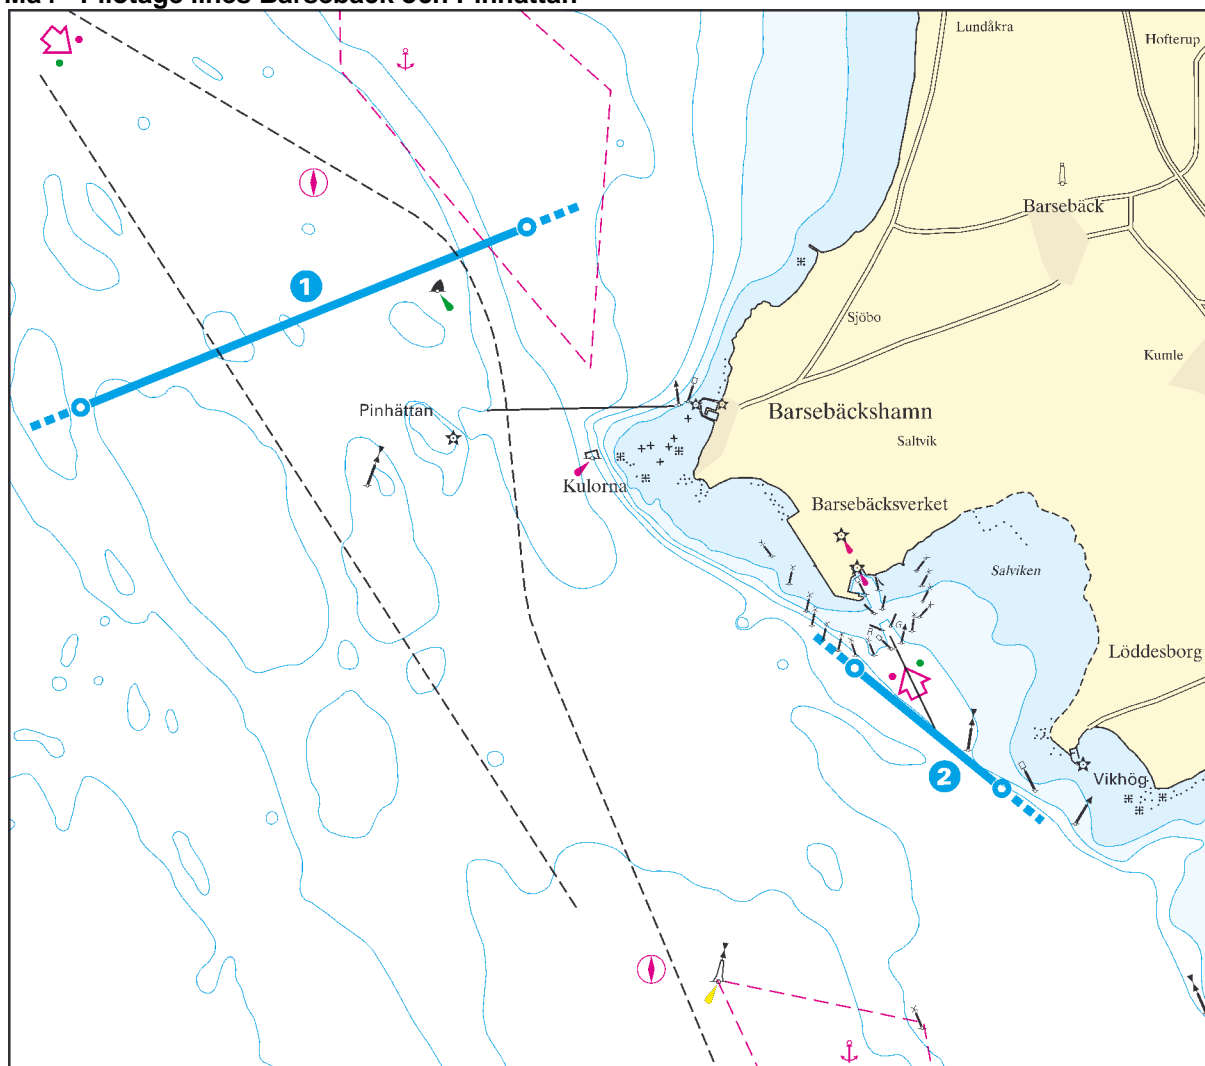 Lundåkra
Hofterup
Barsebäck
1
Sjöbo
Kumle
Pinhättan
Barsebäckshamn
Saltvik
Kulorna
Barsebäcksverket
Salviken
G
R
Löddesborg
2
Vikhög